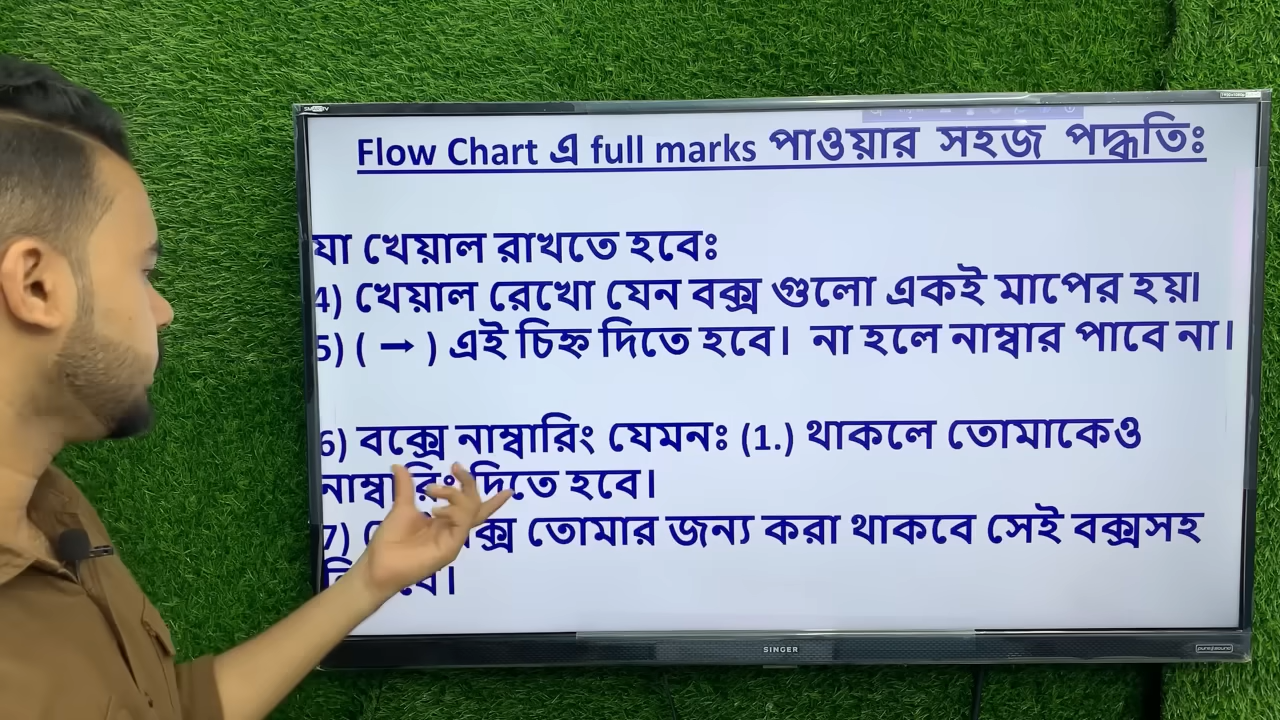 Flow Chart এ full marks পাওয়ার সহজ পদ্ধতিঃ
যা খেয়াল রাখতে হবেঃ
4) খেয়াল রেখো যেন বক্স গুলো একই মাপের হয়।
5) ( → ) এই চিহ্ন দিতে হবে। না হলে নাম্বার পাবে না।
6) বক্সে নাম্বারিং যেমনঃ (1.) থাকলে তোমাকেও
নাম্বারিং দিতে হবে।
7) তোমার জন্য করা থাকবে সেই বক্সসহ
SINGER